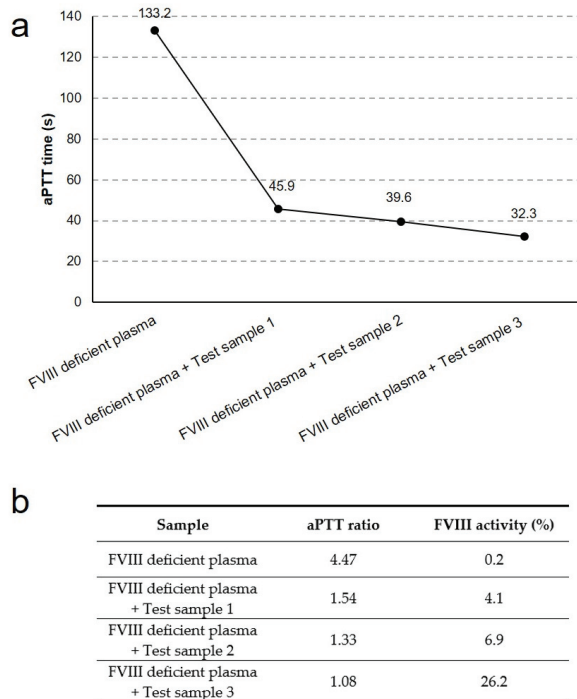 a
aPTT time (s)
140
120
100
80
60
40
20
0
133.2
45.9
39.6
32.3
FVIII deficient plasma
FVIII deficient plasma + Test sample 1
FVIII deficient plasma + Test sample 2
FVIII deficient plasma + Test sample 3
b
Sample aPTT ratio FVIII activity (%)
FVIII deficient plasma 4.47 0.2
FVIII deficient plasma
+ Test sample 1 1.54 4.1
FVIII deficient plasma
+ Test sample 2 1.33 6.9
FVIII deficient plasma
+ Test sample 3 1.08 26.2